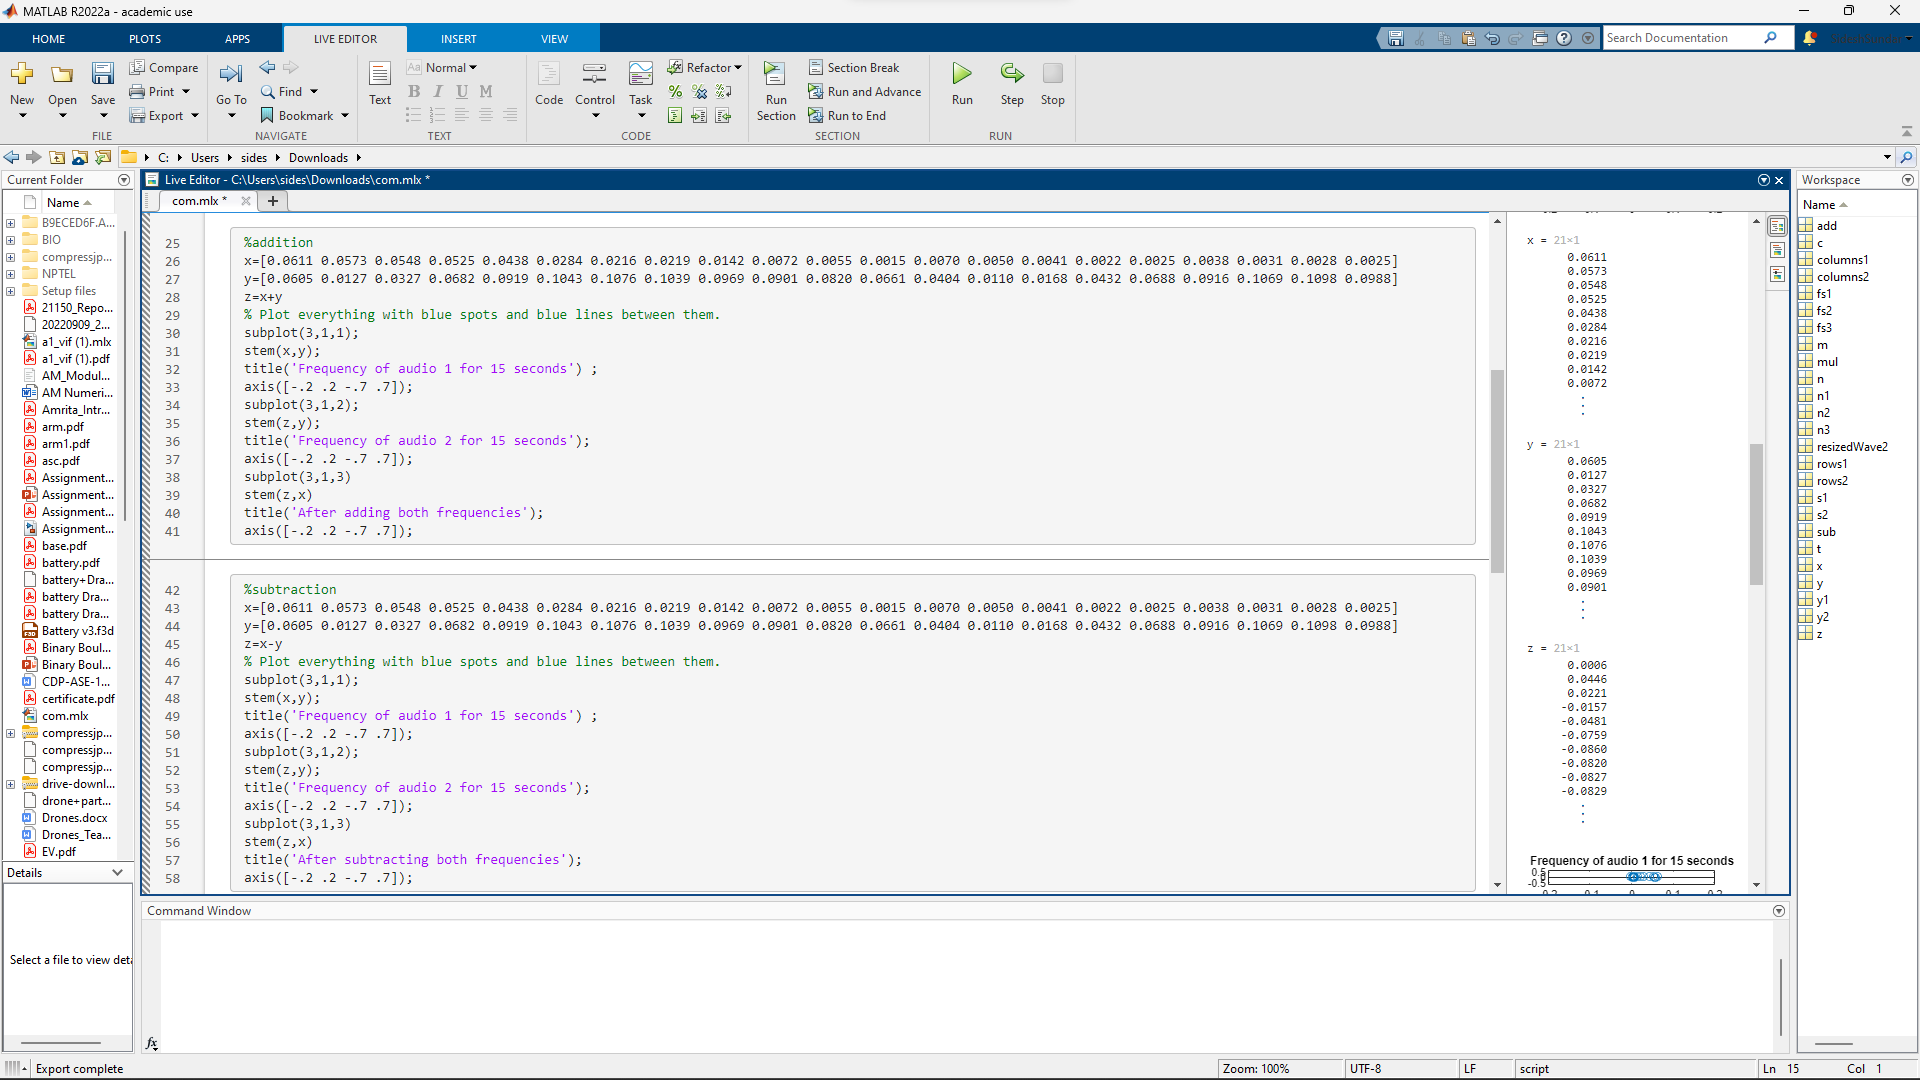 MATLAB R2022a - academic use
HOME PLOTS APPS LIVE EDITOR INSERT VIEW
Search Documentation
New Open Save Compare Print Export
FILE
Go To Find Bookmark
NAVIGATE
Text Aa Normal B I U M
TEXT
Code Control Task Refactor
CODE
Run Section Section Break Run and Advance Run to End
SECTION
Run Step Stop
RUN
C: Users sides Downloads
Current Folder
Name
B9ECED6F.A...
BIO
compressjp...
NPTEL
Setup files
21150_Repo...
20220909_2...
a1_vif (1).mlx
a1_vif (1).pdf
AM_Modul...
AM Numeri...
Amrita_Intr...
arm.pdf
arm1.pdf
asc.pdf
Assignment...
Assignment...
Assignment...
Assignment...
base.pdf
battery.pdf
battery+Dra...
battery Dra...
battery Dra...
Battery v3.f3d
Binary Boul...
Binary Boul...
CDP-ASE-1...
certificate.pdf
com.mlx
compressjp...
compressjp...
compressjp...
drive-downl...
drone+part...
Drones.docx
Drones_Tea...
EV.pdf
Details
Select a file to view deta
Live Editor - C:\Users\sides\Downloads\com.mlx *
com.mlx *
25 %addition
26 x=[0.0611 0.0573 0.0548 0.0525 0.0438 0.0284 0.0216 0.0219 0.0142 0.0072 0.0055 0.0015 0.0070 0.0050 0.0041 0.0022 0.0025 0.0038 0.0031 0.0028 0.0025]
27 y=[0.0605 0.0127 0.0327 0.0682 0.0919 0.1043 0.1076 0.1039 0.0969 0.0901 0.0820 0.0661 0.0404 0.0110 0.0168 0.0432 0.0688 0.0916 0.1069 0.1098 0.0988]
28 z=x+y
29 % Plot everything with blue spots and blue lines between them.
30 subplot(3,1,1);
31 stem(x,y);
32 title('Frequency of audio 1 for 15 seconds') ;
33 axis([-.2 .2 -.7 .7]);
34 subplot(3,1,2);
35 stem(z,y);
36 title('Frequency of audio 2 for 15 seconds');
37 axis([-.2 .2 -.7 .7]);
38 subplot(3,1,3)
39 stem(z,x)
40 title('After adding both frequencies');
41 axis([-.2 .2 -.7 .7]);
42 %subtraction
43 x=[0.0611 0.0573 0.0548 0.0525 0.0438 0.0284 0.0216 0.0219 0.0142 0.0072 0.0055 0.0015 0.0070 0.0050 0.0041 0.0022 0.0025 0.0038 0.0031 0.0028 0.0025]
44 y=[0.0605 0.0127 0.0327 0.0682 0.0919 0.1043 0.1076 0.1039 0.0969 0.0901 0.0820 0.0661 0.0404 0.0110 0.0168 0.0432 0.0688 0.0916 0.1069 0.1098 0.0988]
45 z=x-y
46 % Plot everything with blue spots and blue lines between them.
47 subplot(3,1,1);
48 stem(x,y);
49 title('Frequency of audio 1 for 15 seconds') ;
50 axis([-.2 .2 -.7 .7]);
51 subplot(3,1,2);
52 stem(z,y);
53 title('Frequency of audio 2 for 15 seconds');
54 axis([-.2 .2 -.7 .7]);
55 subplot(3,1,3)
56 stem(z,x)
57 title('After subtracting both frequencies');
58 axis([-.2 .2 -.7 .7]);
x = 21×1
0.0611
0.0573
0.0548
0.0525
0.0438
0.0284
0.0216
0.0219
0.0142
0.0072
y = 21×1
0.0605
0.0127
0.0327
0.0682
0.0919
0.1043
0.1076
0.1039
0.0969
0.0901
z = 21×1
0.0006
0.0446
0.0221
-0.0157
-0.0481
-0.0759
-0.0860
-0.0820
-0.0827
-0.0829
Frequency of audio 1 for 15 seconds
0.5
0
-0.5
Workspace
Name
add
c
columns1
columns2
fs1
fs2
fs3
m
mul
n
n1
n2
n3
resizedWave2
rows1
rows2
s1
s2
sub
t
x
y
y1
y2
z
Command Window
fx
Export complete
Zoom: 100% UTF-8 LF script Ln 15 Col 1